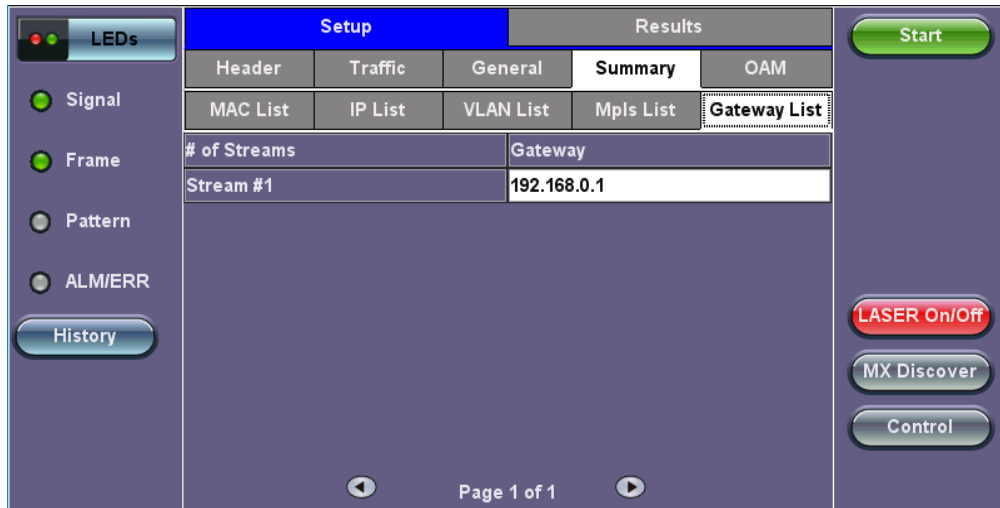 LEDs
Signal
Frame
Pattern
ALM/ERR
History
Setup
Results
Header
Traffic
General
Summary
OAM
MAC List
IP List
VLAN List
Mpls List
Gateway List
# of Streams
Gateway
Stream #1
192.168.0.1
Page 1 of 1
Start
LASER On/Off
MX Discover
Control